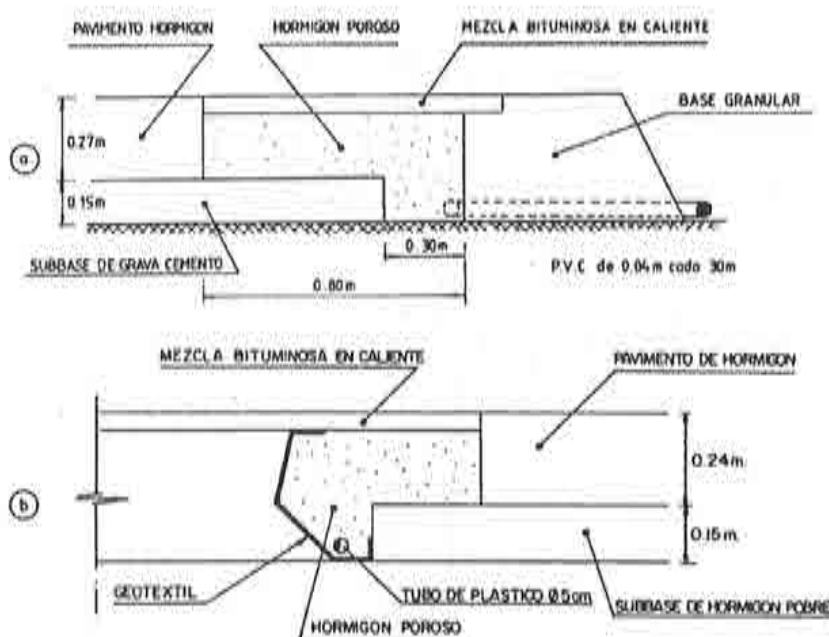 PAVIMENTO HORMIGON
HORMIGON POROSO
MEZCLA BITUMINOSA EN CALIENTE
BASE GRANULAR
a
0.27m
0.15m
0.30m
SUBBASE DE GRAVA CEMENTO
0.80m
P.V.C de 0,04m cada 30m
MEZCLA BITUMINOSA EN CALIENTE
PAVIMENTO DE HORMIGON
b
0.24m.
0.15m.
GEOTEXTIL
TUBO DE PLASTICO Ø5cm
SUBBASE DE HORMIGON POBRE
HORMIGON POROSO